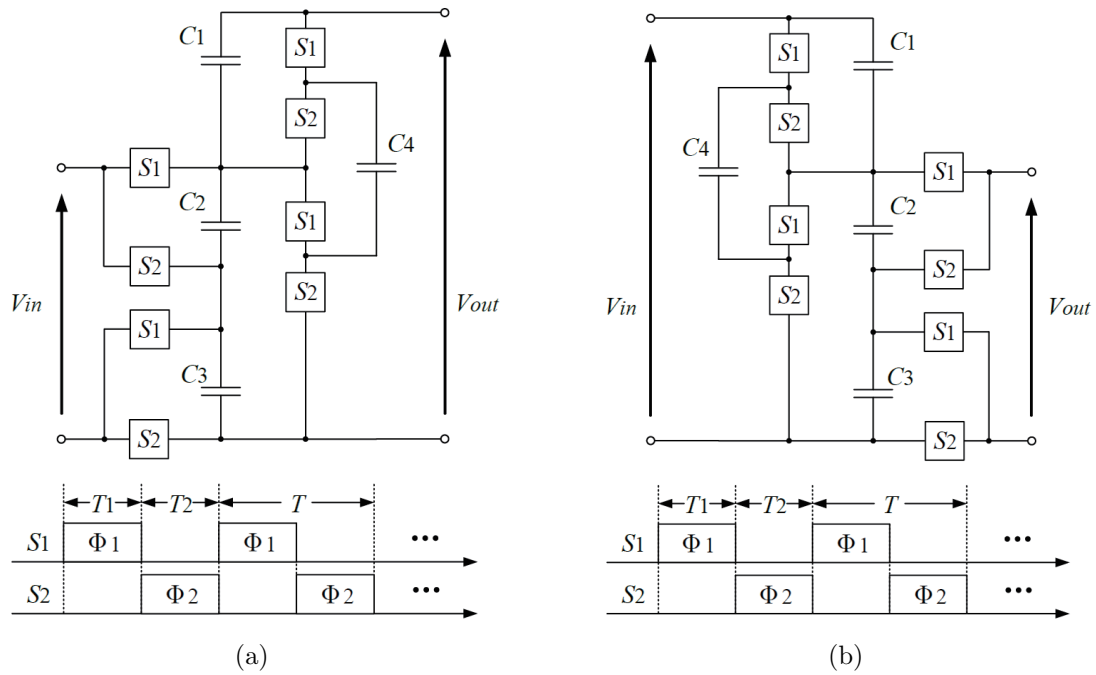 C1
S1
S2
C4
S1
C2
S1
S2
S2
Vin
S1
Vout
C3
S2
T1 T2 T
S1 Φ1 Φ1 •••
S2 Φ2 Φ2 •••
(a)
S1
C1
S2
C4
S1
C2
S1
S2
S2
Vin
S1
Vout
C3
S2
T1 T2 T
S1 Φ1 Φ1 •••
S2 Φ2 Φ2 •••
(b)